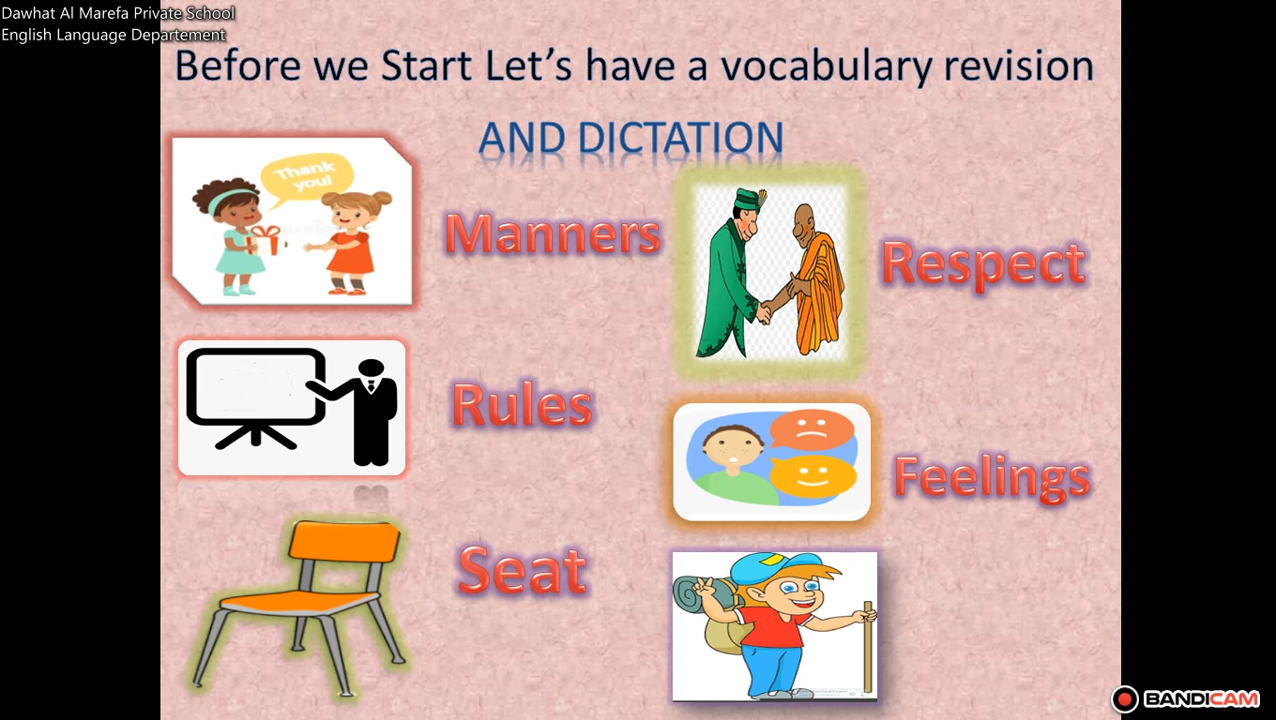 Dawhat Al Marefa Private School
English Language Departement
Before we Start Let's have a vocabulary revision
AND DICTATION
Thank
you!
Manners
Respect
Rules
Feelings
Seat
BANDICAM